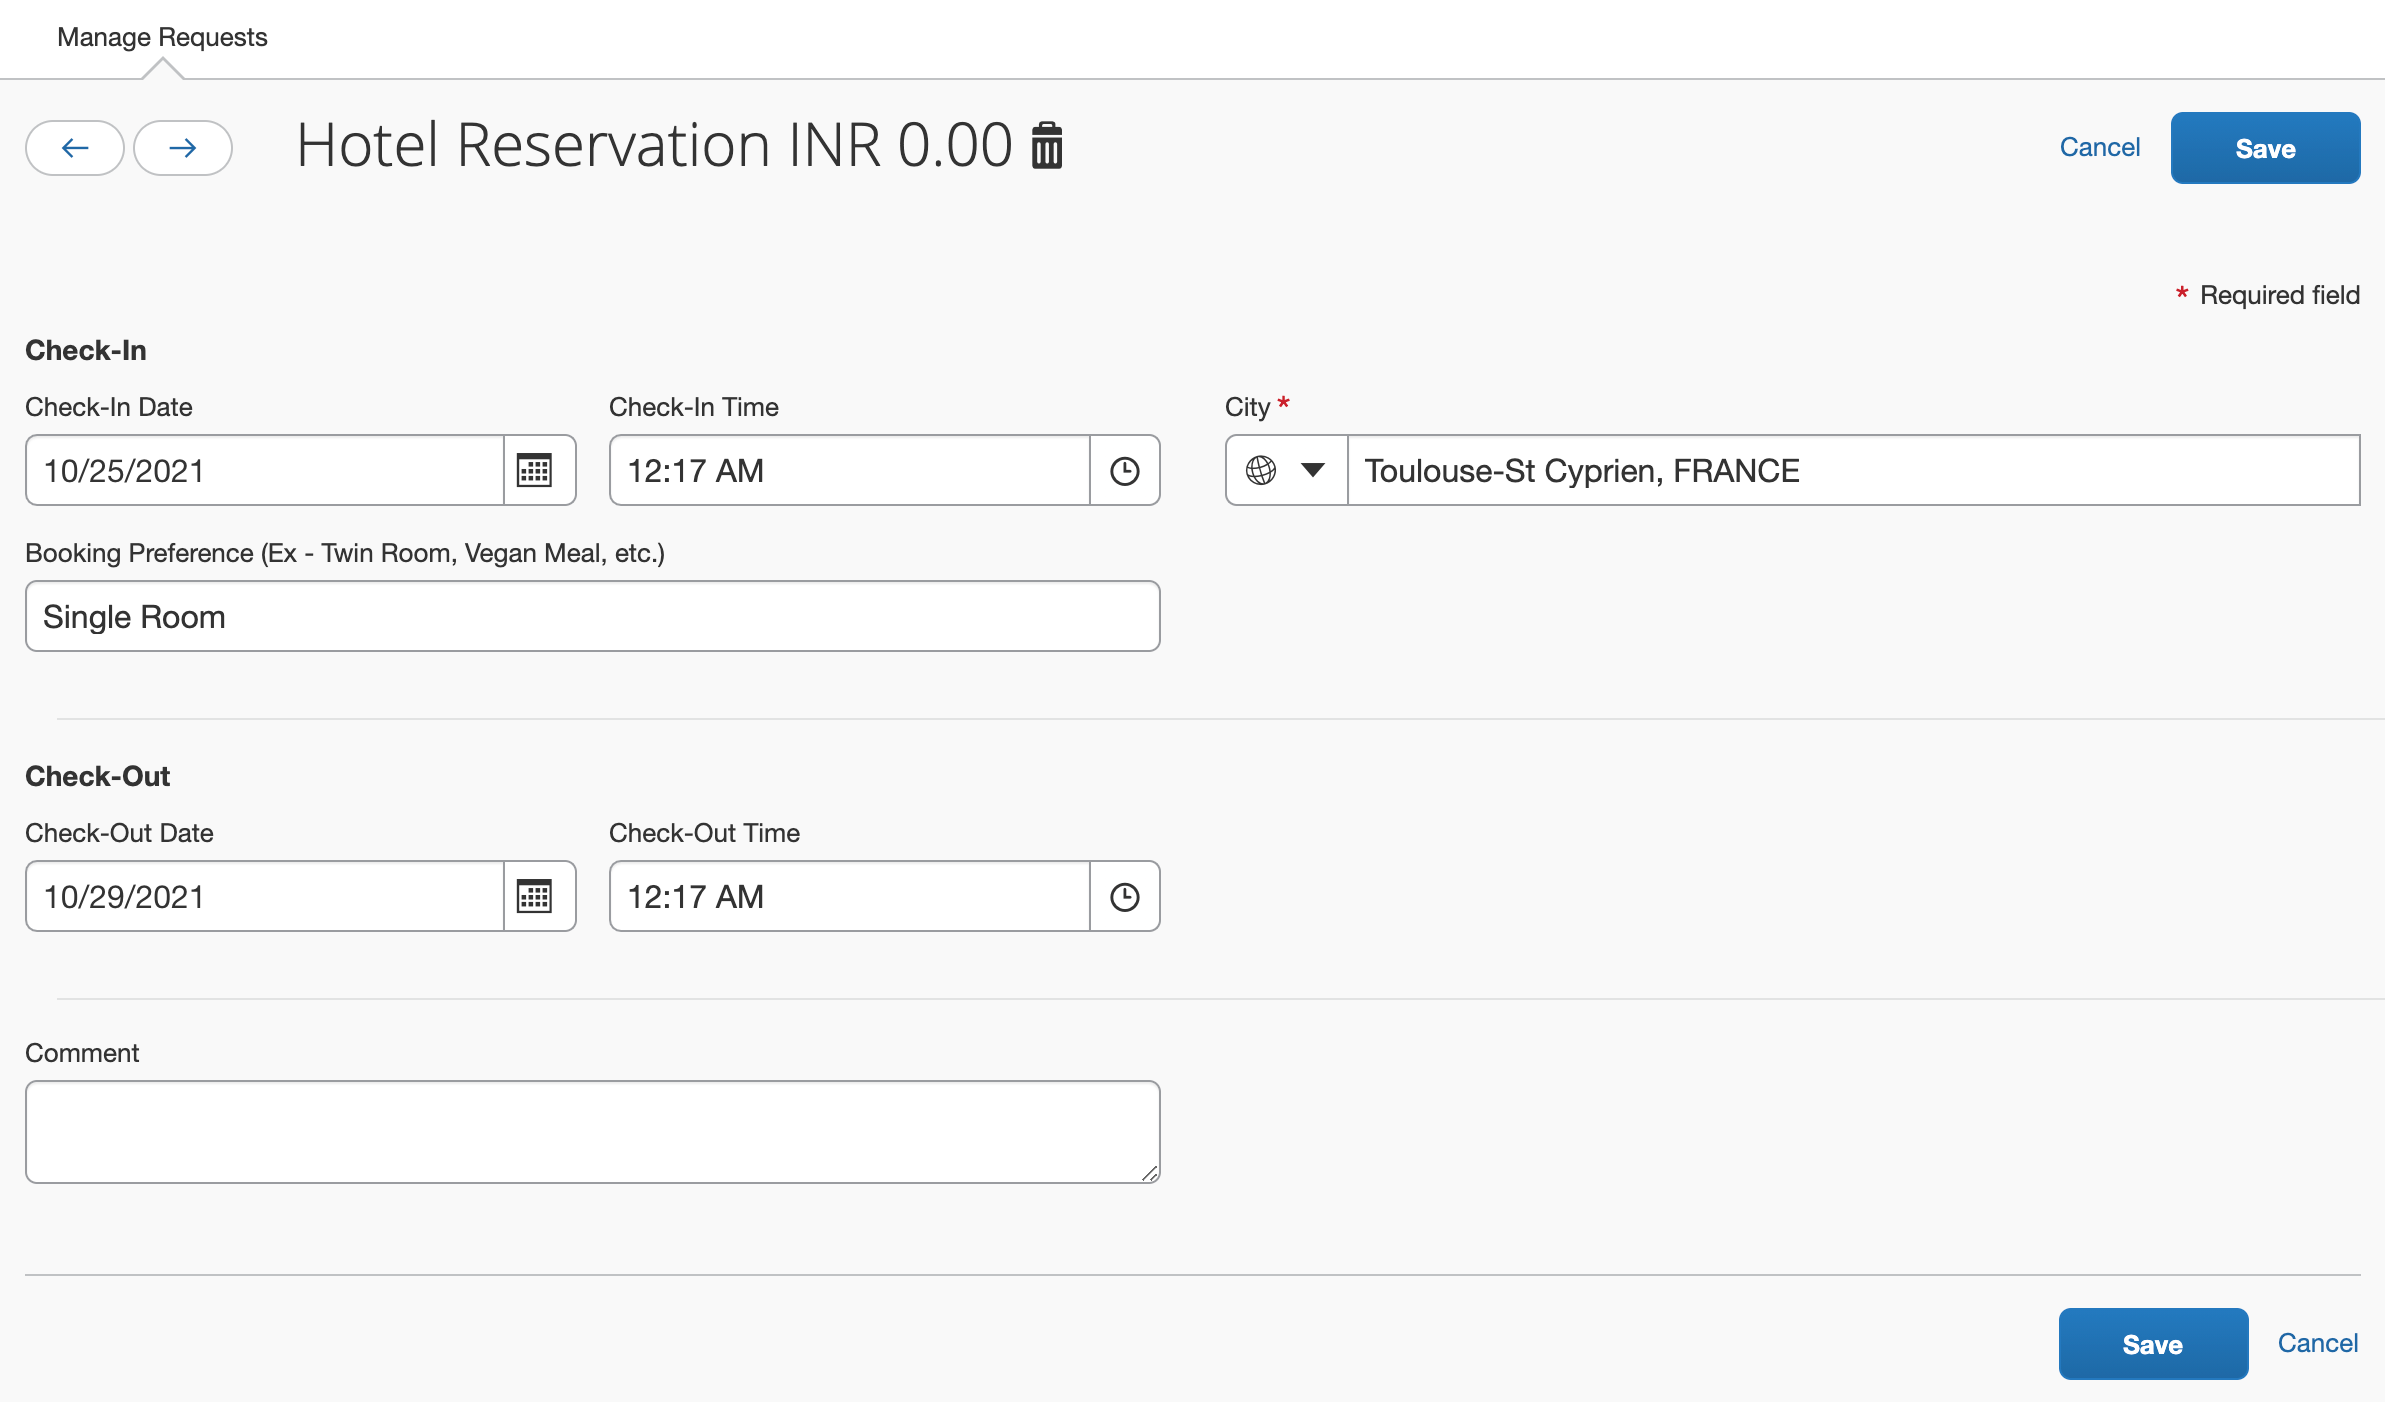 Manage Requests
Hotel Reservation INR 0.00
Cancel
Save
* Required field
Check-In
Check-In Date
Check-In Time
City *
10/25/2021
12:17 AM
Toulouse-St Cyprien, FRANCE
Booking Preference (Ex - Twin Room, Vegan Meal, etc.)
Single Room
Check-Out
Check-Out Date
Check-Out Time
10/29/2021
12:17 AM
Comment
Save
Cancel